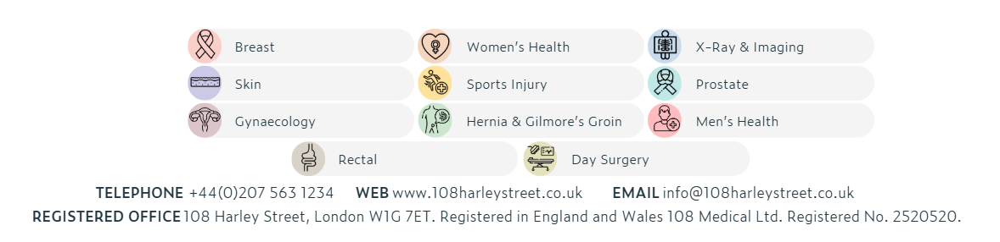 Breast Women's Health X-Ray & Imaging
Skin Sports Injury Prostate
Gynaecology Hernia & Gilmore's Groin Men's Health
Rectal Day Surgery
TELEPHONE +44(0)207 563 1234 WEB www.108harleystreet.co.uk EMAIL info@108harleystreet.co.uk
REGISTERED OFFICE 108 Harley Street, London W1G 7ET. Registered in England and Wales 108 Medical Ltd. Registered No. 2520520.